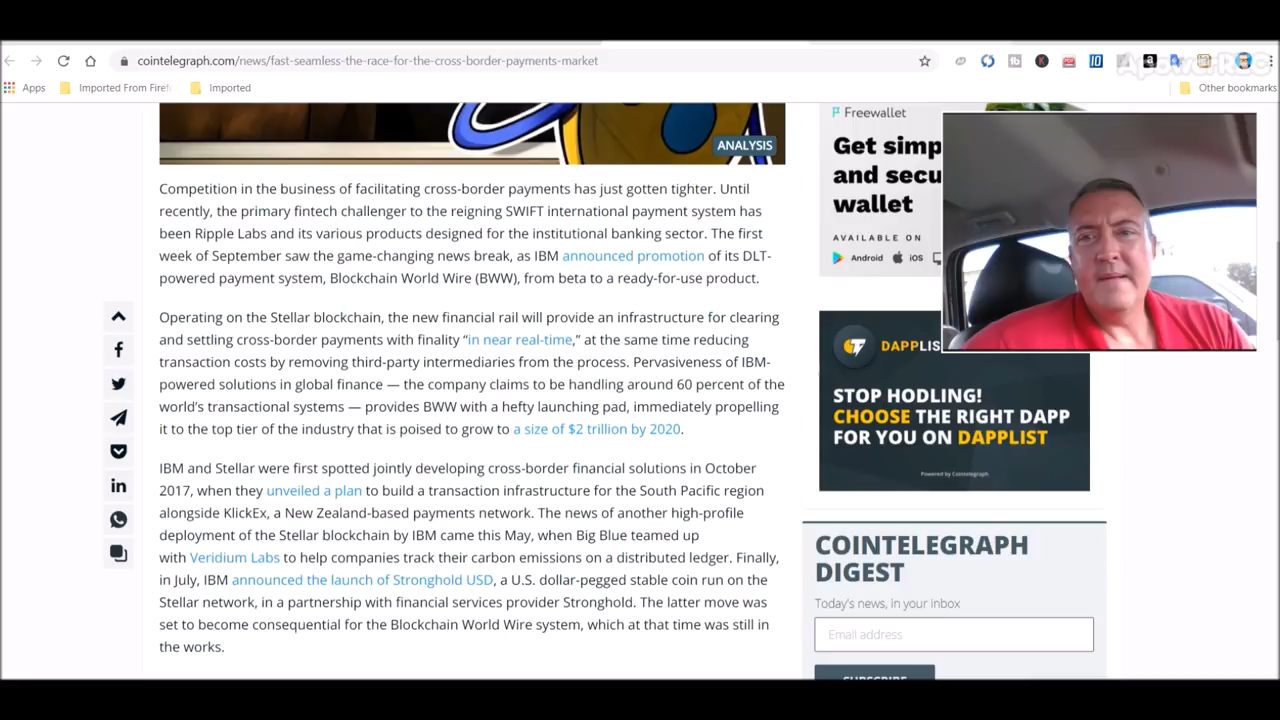 ApowerREC
cointelegraph.com/news/fast-seamless-the-race-for-the-cross-border-payments-market
Apps
Imported From Firef
Imported
Other bookmarks
ANALYSIS
Competition in the business of facilitating cross-border payments has just gotten tighter. Until
recently, the primary fintech challenger to the reigning SWIFT international payment system has
been Ripple Labs and its various products designed for the institutional banking sector. The first
week of September saw the game-changing news break, as IBM announced promotion of its DLT-
powered payment system, Blockchain World Wire (BWW), from beta to a ready-for-use product.
Operating on the Stellar blockchain, the new financial rail will provide an infrastructure for clearing
and settling cross-border payments with finality “in near real-time,” at the same time reducing
transaction costs by removing third-party intermediaries from the process. Pervasiveness of IBM-
powered solutions in global finance — the company claims to be handling around 60 percent of the
world’s transactional systems — provides BWW with a hefty launching pad, immediately propelling
it to the top tier of the industry that is poised to grow to a size of $2 trillion by 2020.
IBM and Stellar were first spotted jointly developing cross-border financial solutions in October
2017, when they unveiled a plan to build a transaction infrastructure for the South Pacific region
alongside KlickEx, a New Zealand-based payments network. The news of another high-profile
deployment of the Stellar blockchain by IBM came this May, when Big Blue teamed up
with Veridium Labs to help companies track their carbon emissions on a distributed ledger. Finally,
in July, IBM announced the launch of Stronghold USD, a U.S. dollar-pegged stable coin run on the
Stellar network, in a partnership with financial services provider Stronghold. The latter move was
set to become consequential for the Blockchain World Wire system, which at that time was still in
the works.
Freewallet
Get simp
and secu
wallet
AVAILABLE ON
Android
iOS
DAPPLIS
STOP HODLING!
CHOOSE THE RIGHT DAPP
FOR YOU ON DAPPLIST
Powered by Cointelegraph
COINTELEGRAPH
DIGEST
Today's news, in your inbox
Email address
SUBSCRIBE